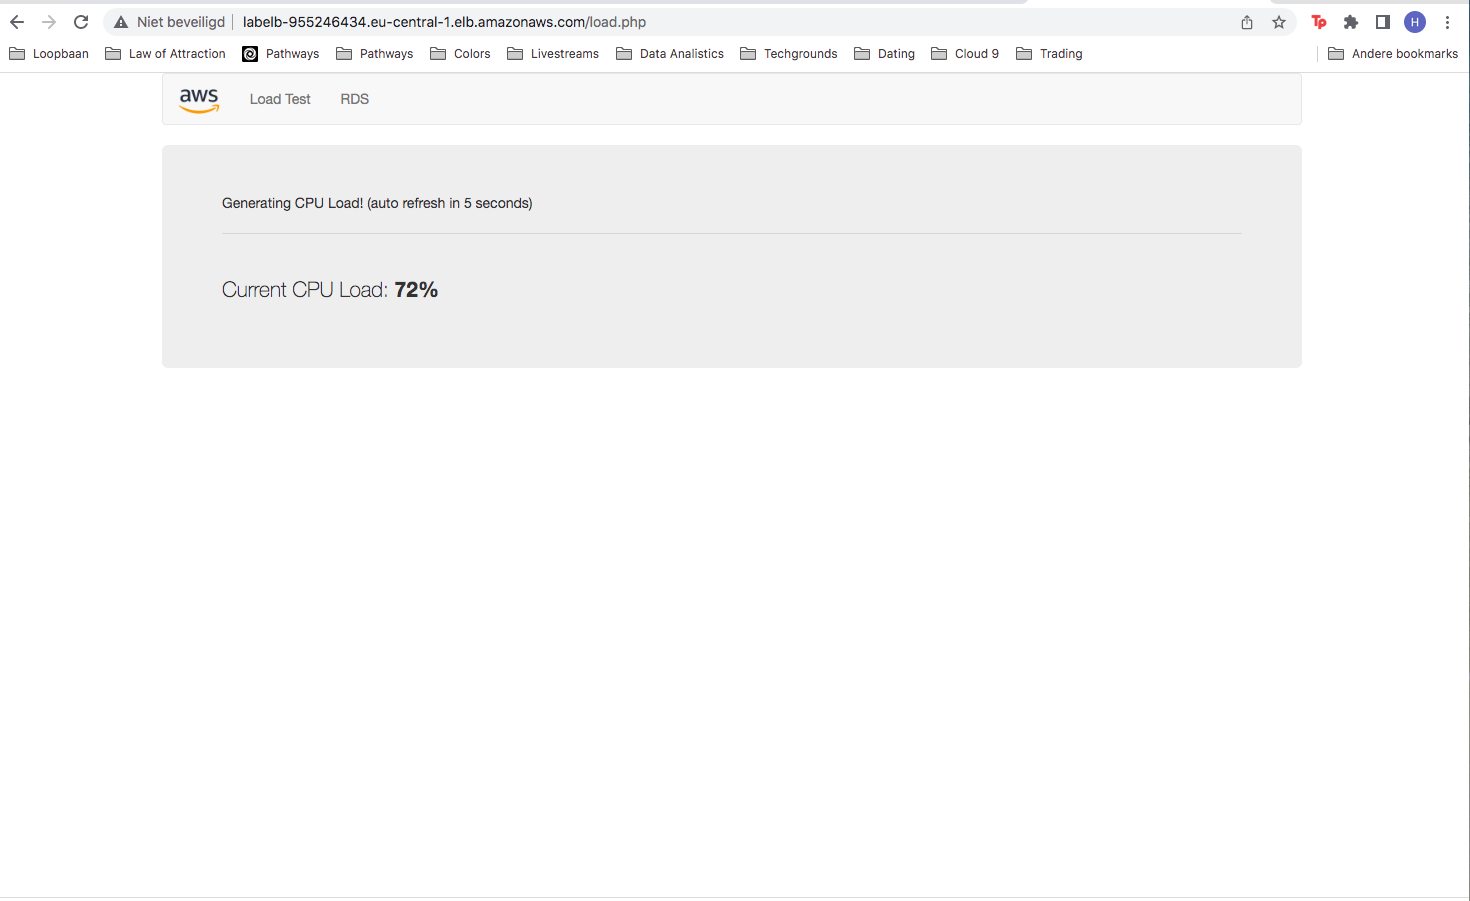 Niet beveiligd labelb-955246434.eu-central-1.elb.amazonaws.com/load.php Tp H
Loopbaan Law of Attraction Pathways Pathways Colors Livestreams Data Analistics Techgrounds Dating Cloud 9 Trading Andere bookmarks
aws Load Test RDS
Generating CPU Load! (auto refresh in 5 seconds)
Current CPU Load: 72%